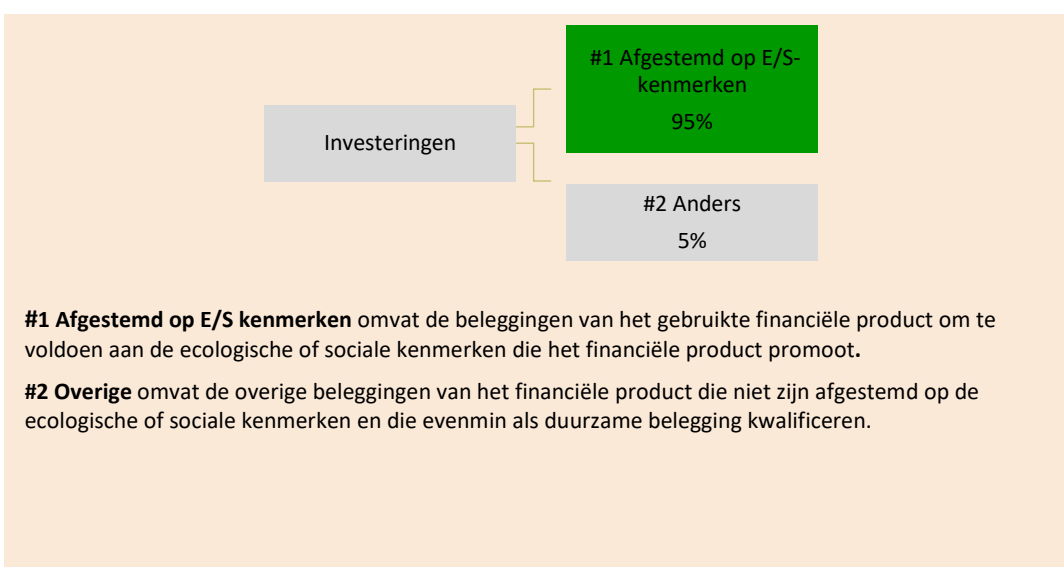 #1 Afgestemd op E/S-
kenmerken
95%
Investeringen
#2 Anders
5%
#1 Afgestemd op E/S kenmerken omvat de beleggingen van het gebruikte financiële product om te
voldoen aan de ecologische of sociale kenmerken die het financiële product promoot.
#2 Overige omvat de overige beleggingen van het financiële product die niet zijn afgestemd op de
ecologische of sociale kenmerken en die evenmin als duurzame belegging kwalificeren.